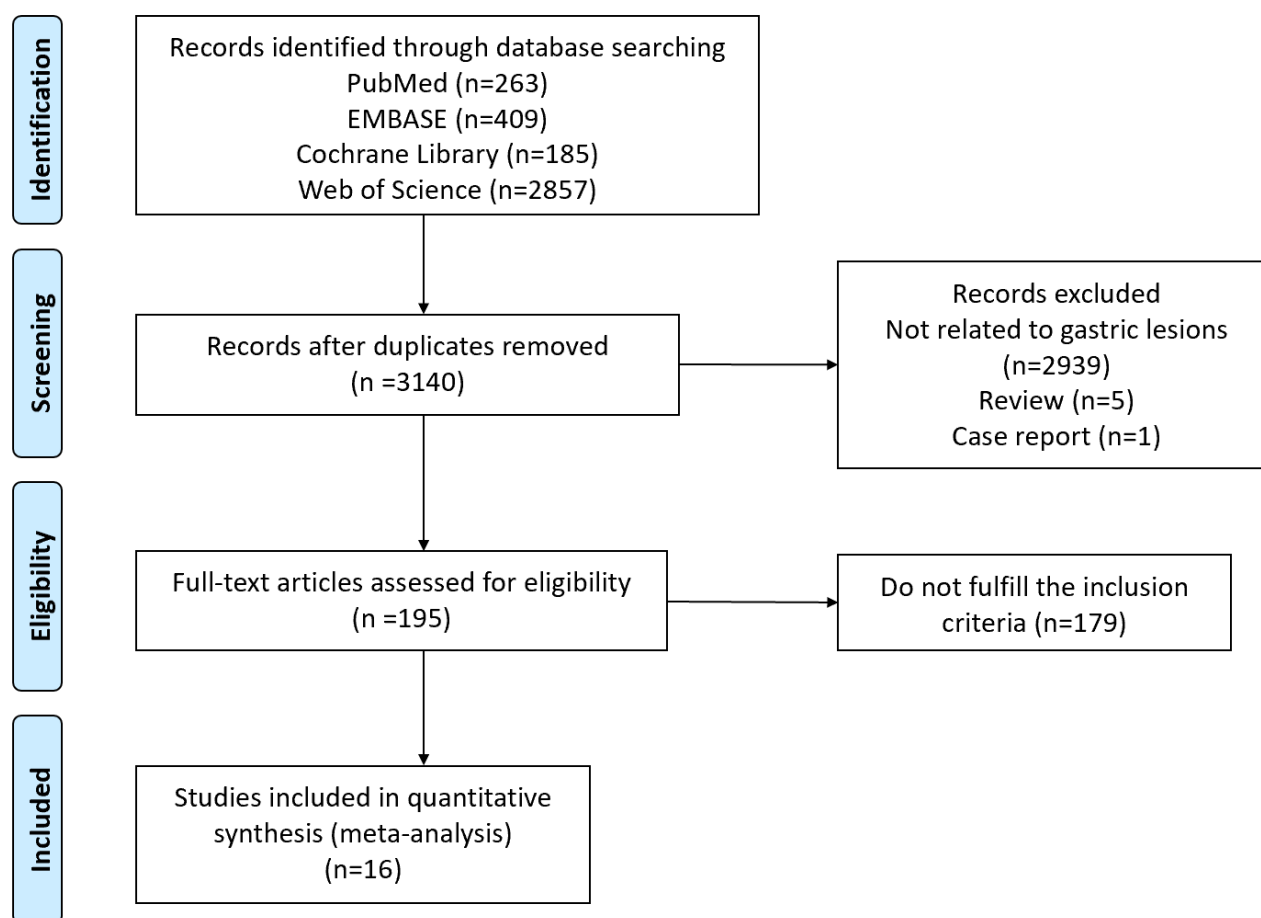 Identification
Records identified through database searching
PubMed (n=263)
EMBASE (n=409)
Cochrane Library (n=185)
Web of Science (n=2857)
Screening
Records after duplicates removed
(n =3140)
Records excluded
Not related to gastric lesions
(n=2939)
Review (n=5)
Case report (n=1)
Eligibility
Full-text articles assessed for eligibility
(n =195)
Do not fulfill the inclusion
criteria (n=179)
Included
Studies included in quantitative
synthesis (meta-analysis)
(n=16)